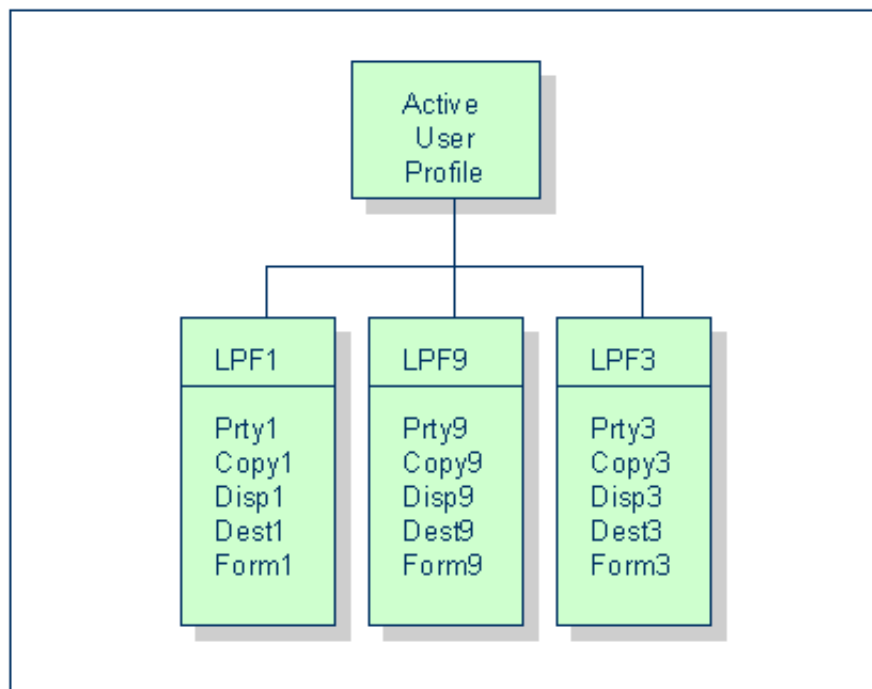 Active
User
Profile
LPF1
Prty1
Copy1
Disp1
Dest1
Form1
LPF9
Prty9
Copy9
Disp9
Dest9
Form9
LPF3
Prty3
Copy3
Disp3
Dest3
Form3